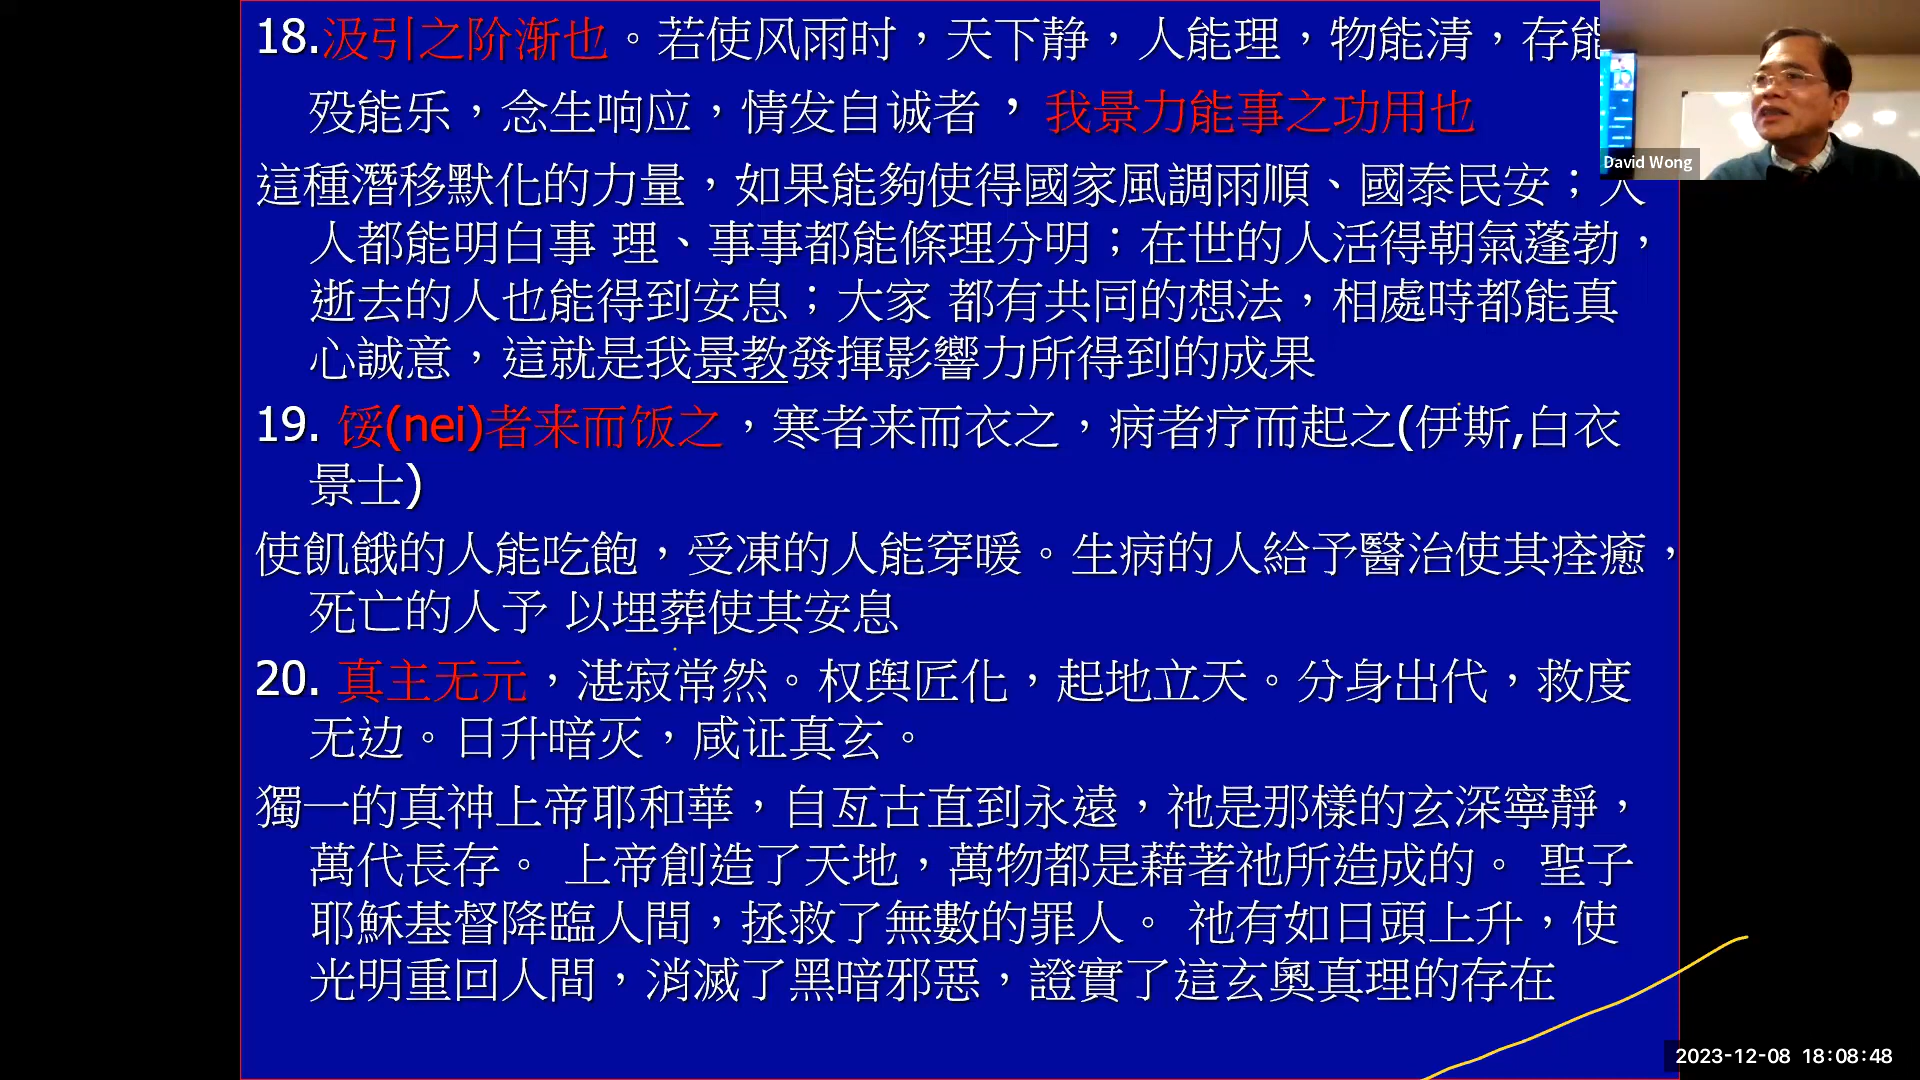 18.汲引之阶渐也。若使风雨时，天下静，人能理，物能清，存能
殁能乐，念生响应，情发自诚者，我景力能事之功用也
這種潛移默化的力量，如果能夠使得國家風調雨順、國泰民安；人
人都能明白事 理、事事都能條理分明；在世的人活得朝氣蓬勃，
逝去的人也能得到安息；大家 都有共同的想法，相處時都能真
心誠意，這就是我景教發揮影響力所得到的成果
19. 馁(nei)者来而饭之，寒者来而衣之，病者疗而起之(伊斯,白衣
景士)
使飢餓的人能吃飽，受凍的人能穿暖。生病的人給予醫治使其痊癒，
死亡的人予 以埋葬使其安息
20. 真主无元，湛寂常然。权舆匠化，起地立天。分身出代，救度
无边。日升暗灭，咸证真玄。
獨一的真神上帝耶和華，自亙古直到永遠，祂是那樣的玄深寧靜，
萬代長存。 上帝創造了天地，萬物都是藉著祂所造成的。 聖子
耶穌基督降臨人間，拯救了無數的罪人。 祂有如日頭上升，使
光明重回人間，消滅了黑暗邪惡，證實了這玄奧真理的存在
David Wong
2023-12-08 18:08:48